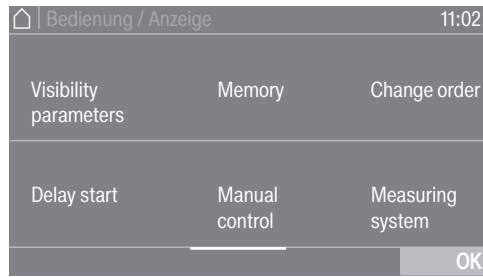 Bedienung / Anzeige 11:02
Visibility
parameters
Memory
Change order
Delay start
Manual
control
Measuring
system
OK